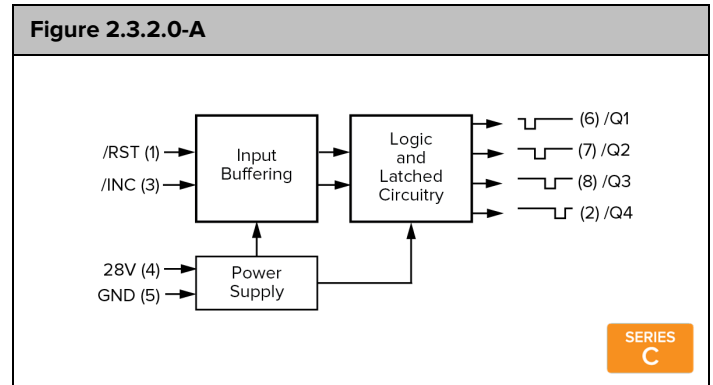 Figure 2.3.2.0-A
/RST (1)
/INC (3)
Input
Buffering
Logic
and
Latched
Circuitry
(6) /Q1
(7) /Q2
(8) /Q3
(2) /Q4
28V (4)
GND (5)
Power
Supply
SERIES
C